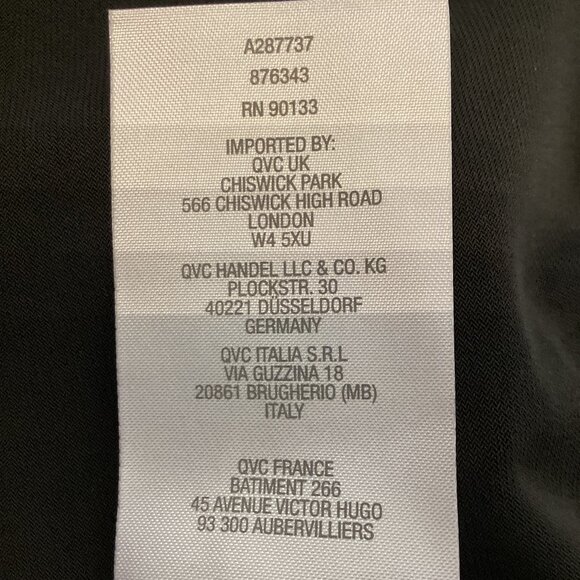 A287737
876343
RN 90133
IMPORTED BY:
QVC UK
CHISWICK PARK
566 CHISWICK HIGH ROAD
LONDON
W4 5XU
QVC HANDEL LLC & CO. KG
PLOCKSTR. 30
40221 DÜSSELDORF
GERMANY
QVC ITALIA S.R.L
VIA GUZZINA 18
20861 BRUGHERIO (MB)
ITALY
QVC FRANCE
BATIMENT 266
45 AVENUE VICTOR HUGO
93 300 AUBERVILLIERS